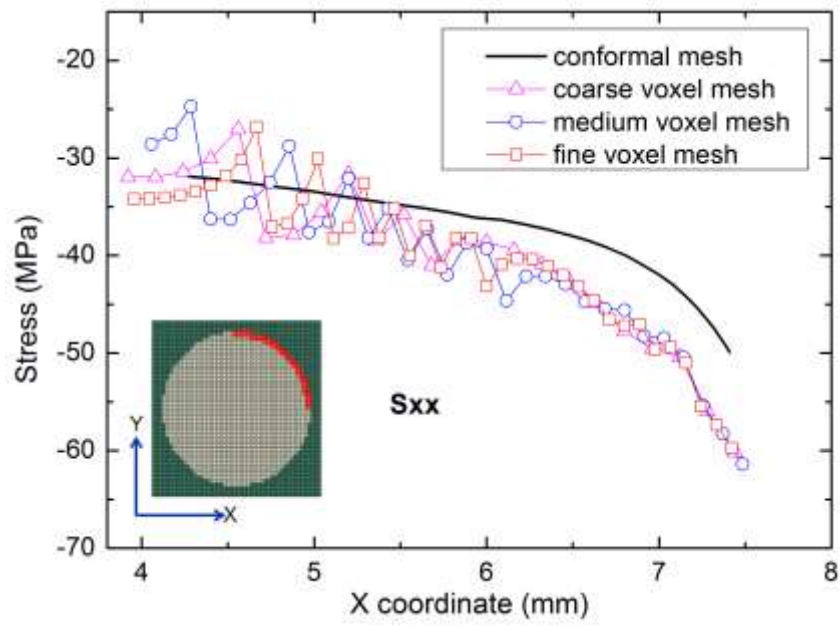 -20
-30
-40
-50
-60
-70
Stress (MPa)
conformal mesh
coarse voxel mesh
medium voxel mesh
fine voxel mesh
Sxx
Y
X
4
5
6
7
8
X coordinate (mm)